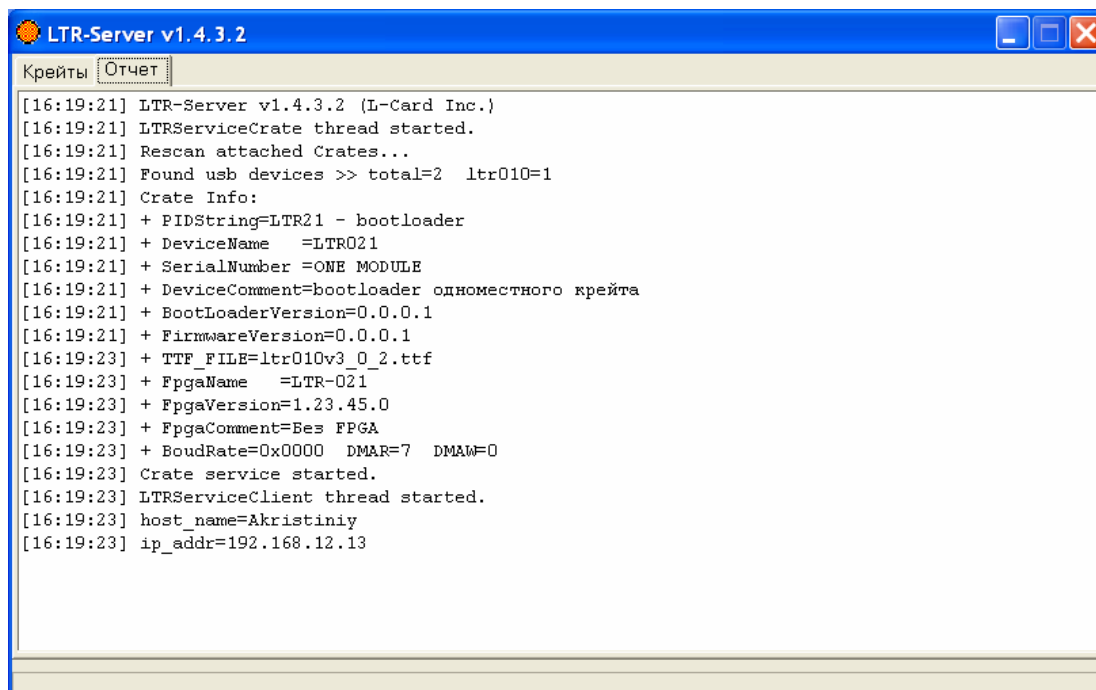 LTR-Server v1.4.3.2
Крейты Отчет
[16:19:21] LTR-Server v1.4.3.2 (L-Card Inc.)
[16:19:21] LTRServiceCrate thread started.
[16:19:21] Rescan attached Crates...
[16:19:21] Found usb devices >> total=2  ltr010=1
[16:19:21] Crate Info:
[16:19:21] + PIDString=LTR21 - bootloader
[16:19:21] + DeviceName   =LTR021
[16:19:21] + SerialNumber =ONE MODULE
[16:19:21] + DeviceComment=bootloader одноместного крейта
[16:19:21] + BootLoaderVersion=0.0.0.1
[16:19:21] + FirmwareVersion=0.0.0.1
[16:19:23] + TTF_FILE=ltr010v3_0_2.ttf
[16:19:23] + FpgaName   =LTR-021
[16:19:23] + FpgaVersion=1.23.45.0
[16:19:23] + FpgaComment=Без FPGA
[16:19:23] + BoudRate=0x0000  DMAR=7  DMAW=0
[16:19:23] Crate service started.
[16:19:23] LTRServiceClient thread started.
[16:19:23] host_name=Akristiniy
[16:19:23] ip_addr=192.168.12.13